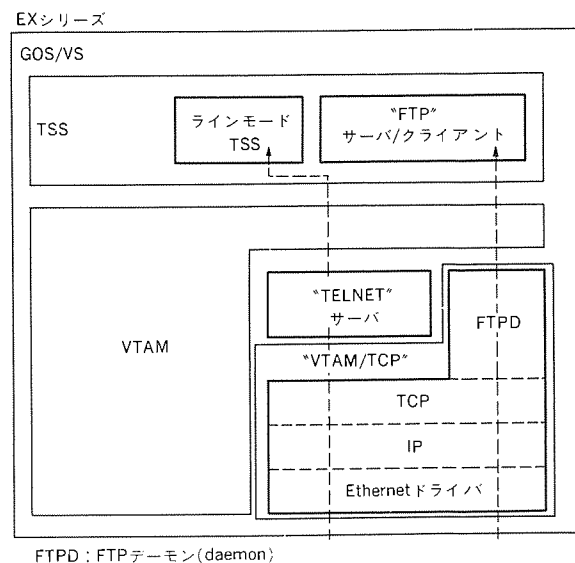 EXシリーズ
GOS/VS
TSS
ラインモード
TSS
"FTP"
サーバ/クライアント
VTAM
"TELNET"
サーバ
"VTAM/TCP"
FTPD
TCP
IP
Ethernetドライバ
FTPD:FTPデーモン(daemon)